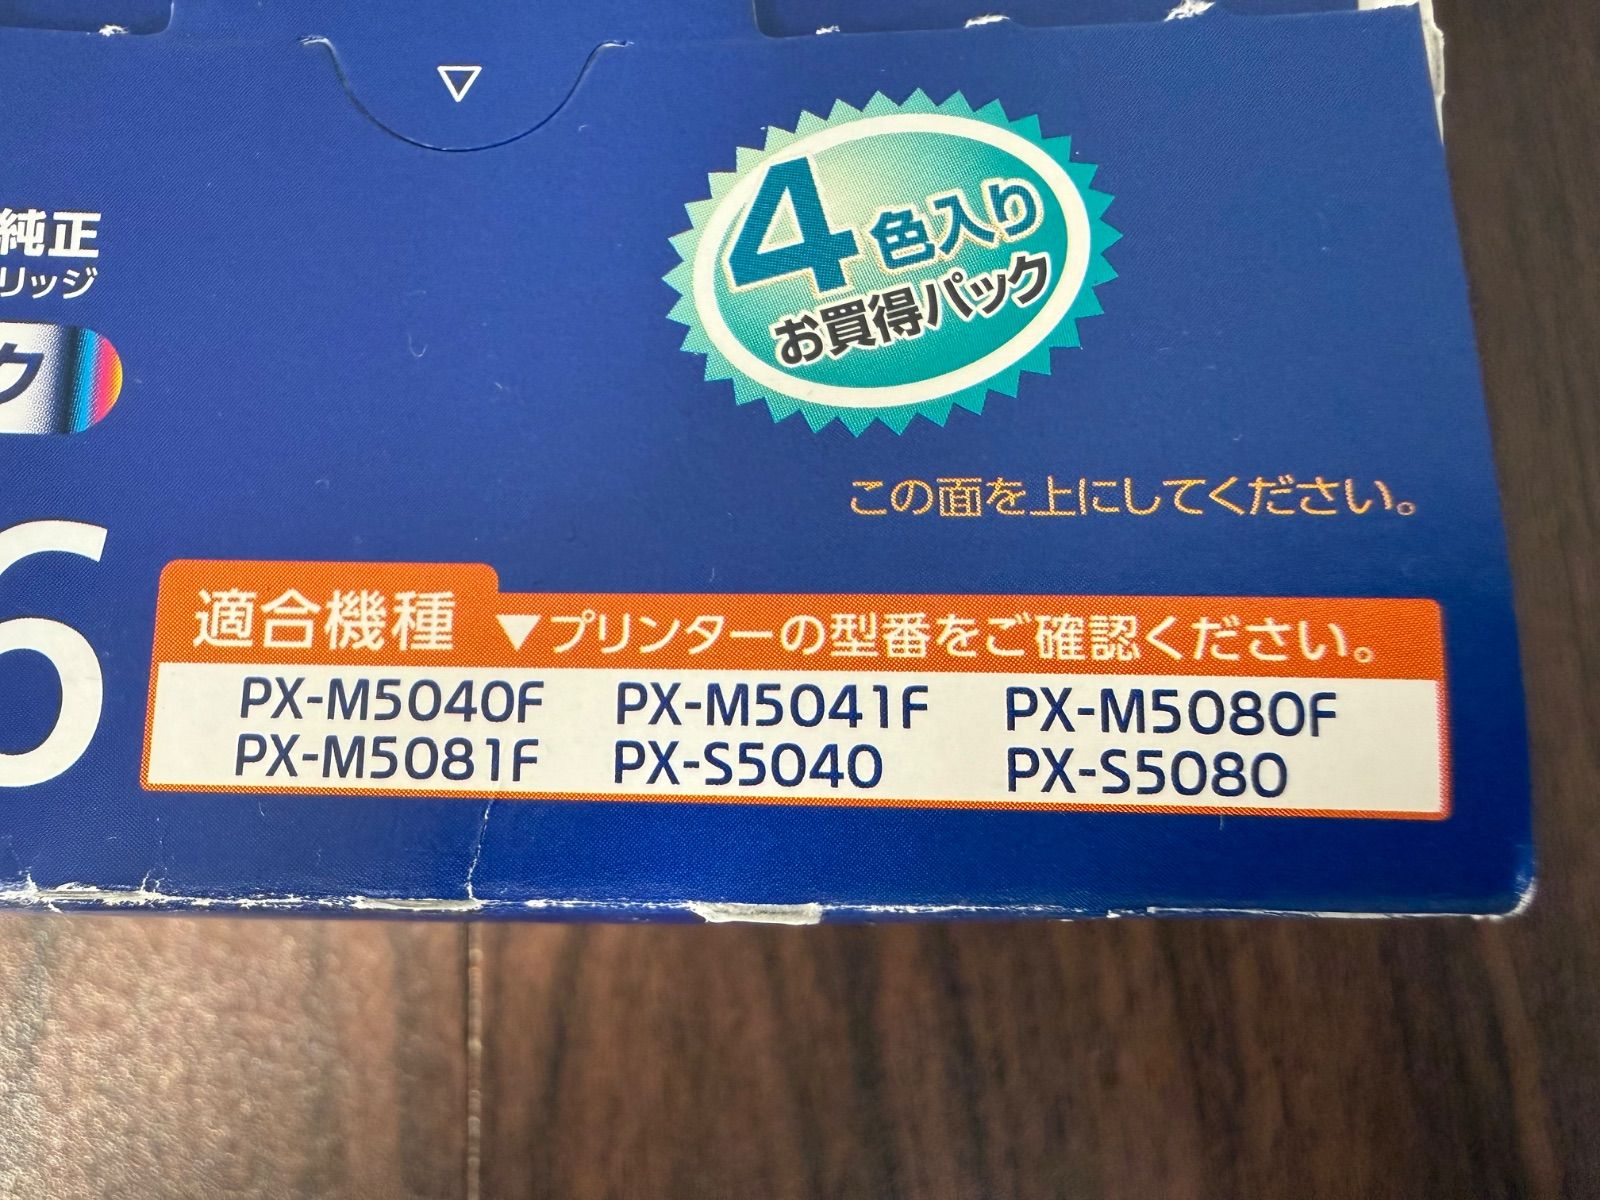 4色入り
お買得パック
純正
リッジ
ク
この面を上にしてください。
6
適合機種 ▼プリンターの型番をご確認ください。
PX-M5040F PX-M5041F PX-M5080F
PX-M5081F PX-S5040 PX-S5080